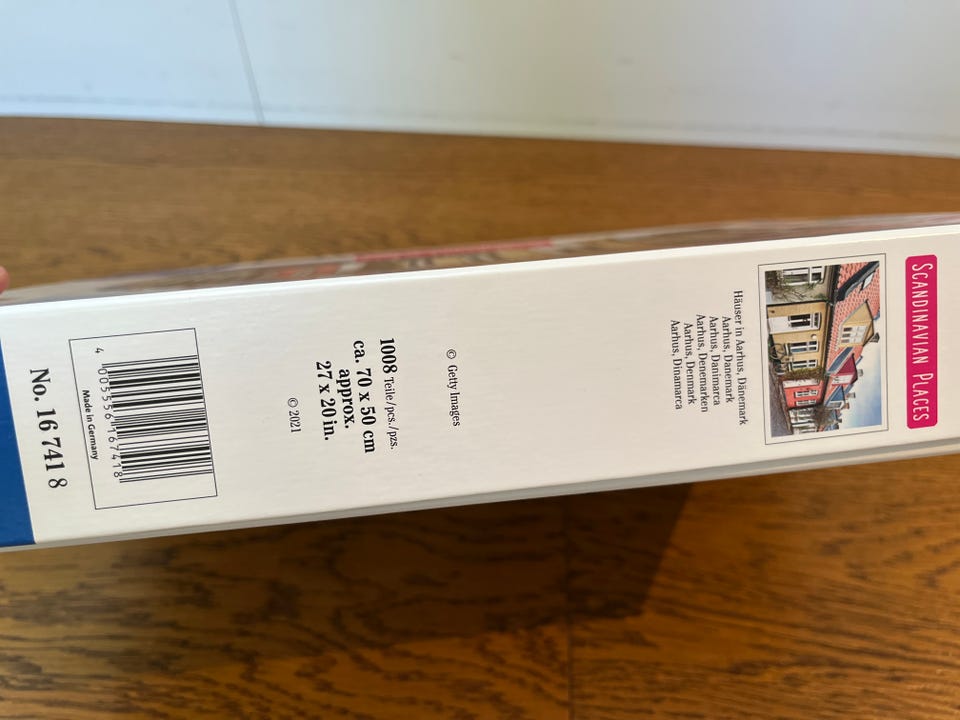 SCANDINAVIAN PLACES
Häuser in Aarhus, Dänemark
Aarhus, Danemark
Aarhus, Danimarca
Aarhus, Denemarken
Aarhus, Denmark
Aarhus, Dinamarca
© Getty Images
1008 Teile/pcs./pzs.
ca. 70 x 50 cm
approx.
27 x 20 in.
© 2021
4 005556 167418
Made in Germany
No. 16 741 8